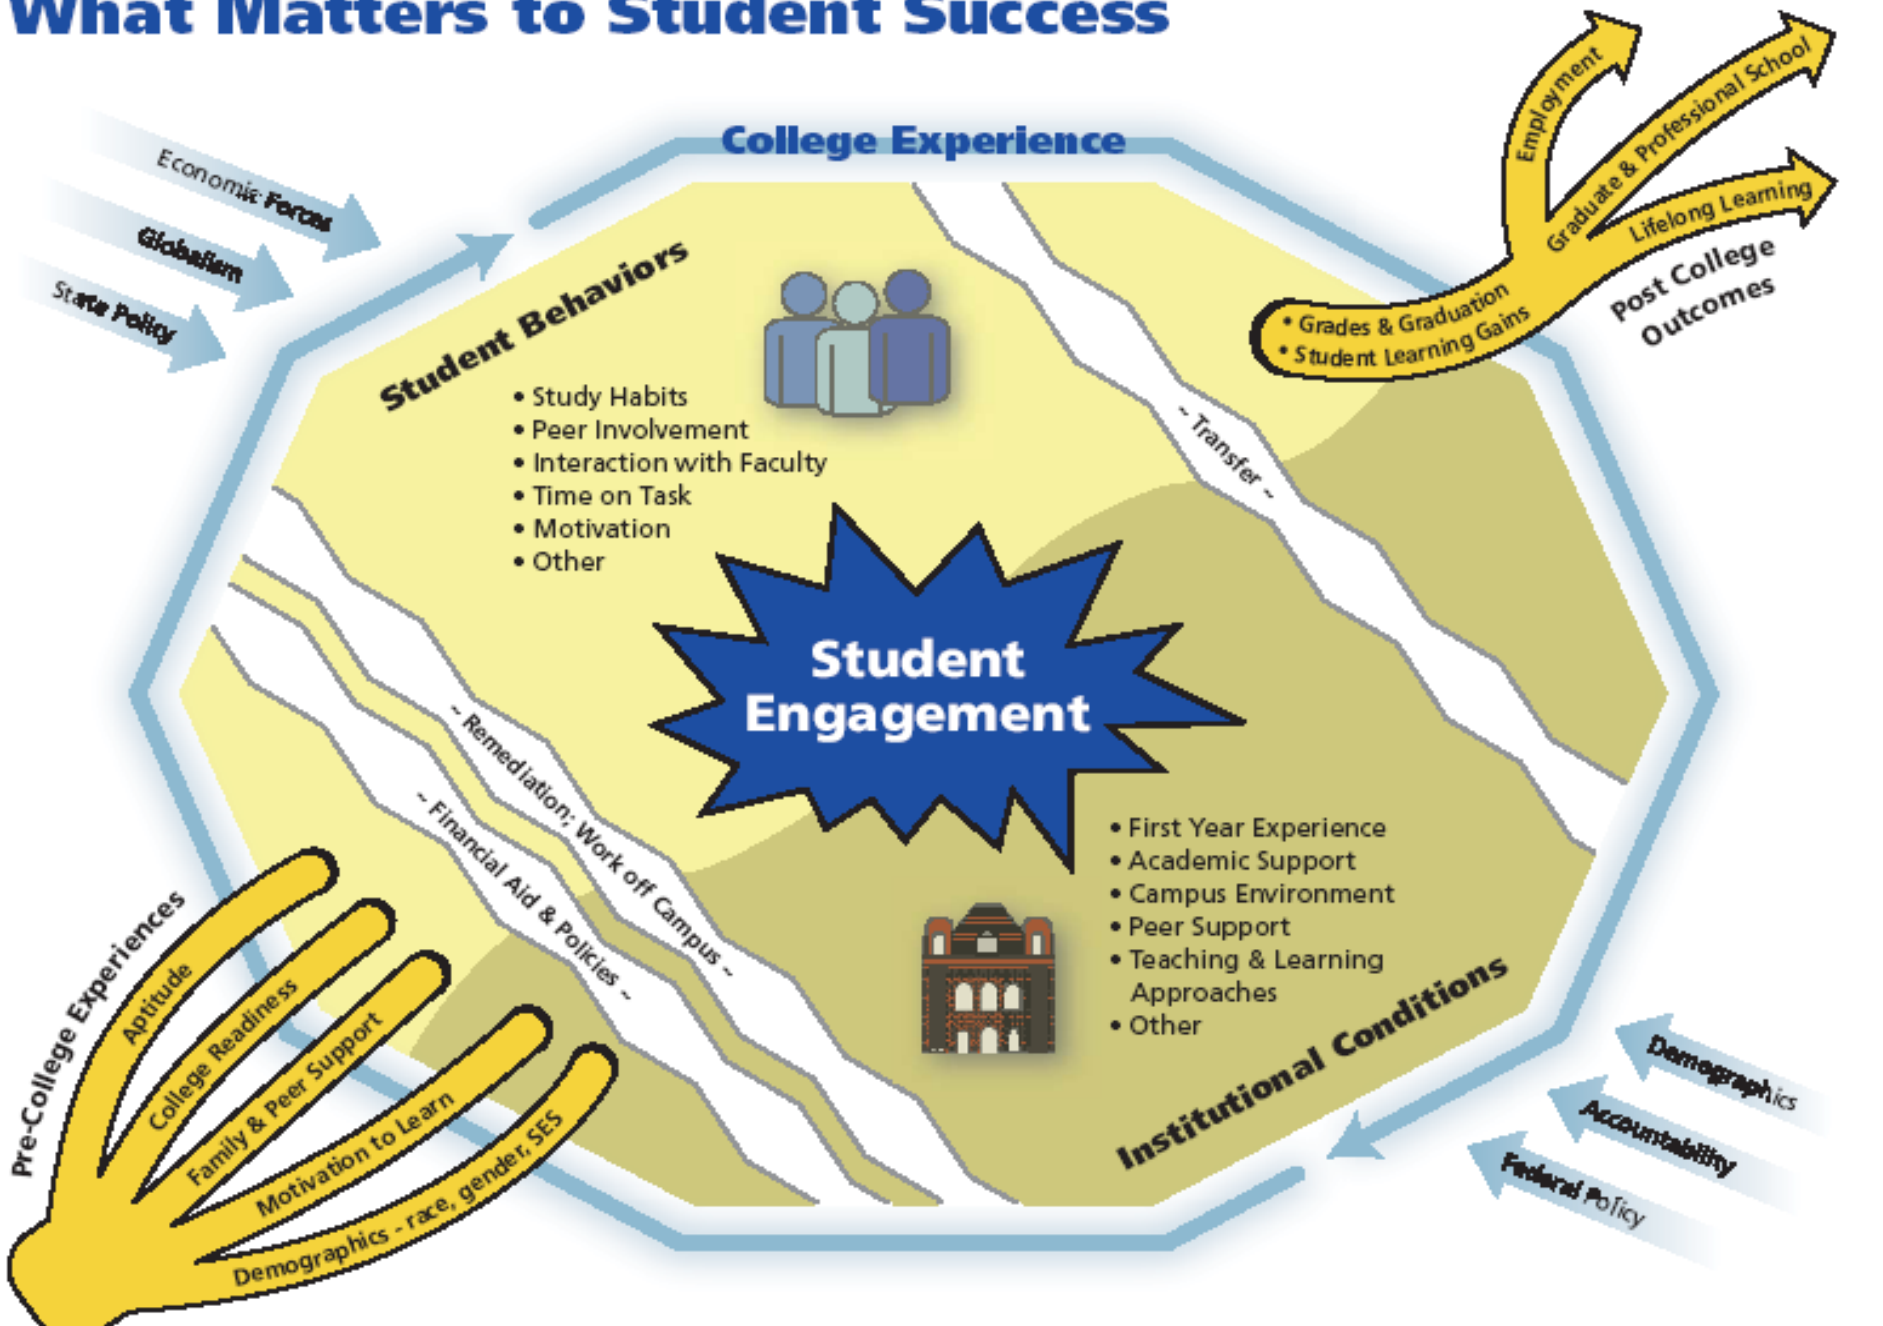 What Matters to Student Success
College Experience
Economic Forces
Globalism
State Policy
Employment
Graduate & Professional School
Lifelong Learning
Post College
Outcomes
• Grades & Graduation
• Student Learning Gains
Student Behaviors
• Study Habits
• Peer Involvement
• Interaction with Faculty
• Time on Task
• Motivation
• Other
~ Transfer ~
Student
Engagement
~ Remediation; Work off Campus ~
~ Financial Aid & Policies ~
• First Year Experience
• Academic Support
• Campus Environment
• Peer Support
• Teaching & Learning
Approaches
• Other
Institutional Conditions
Pre-College Experiences
Aptitude
College Readiness
Family & Peer Support
Motivation to Learn
Demographics - race, gender, SES
Demographics
Accountability
Federal Policy